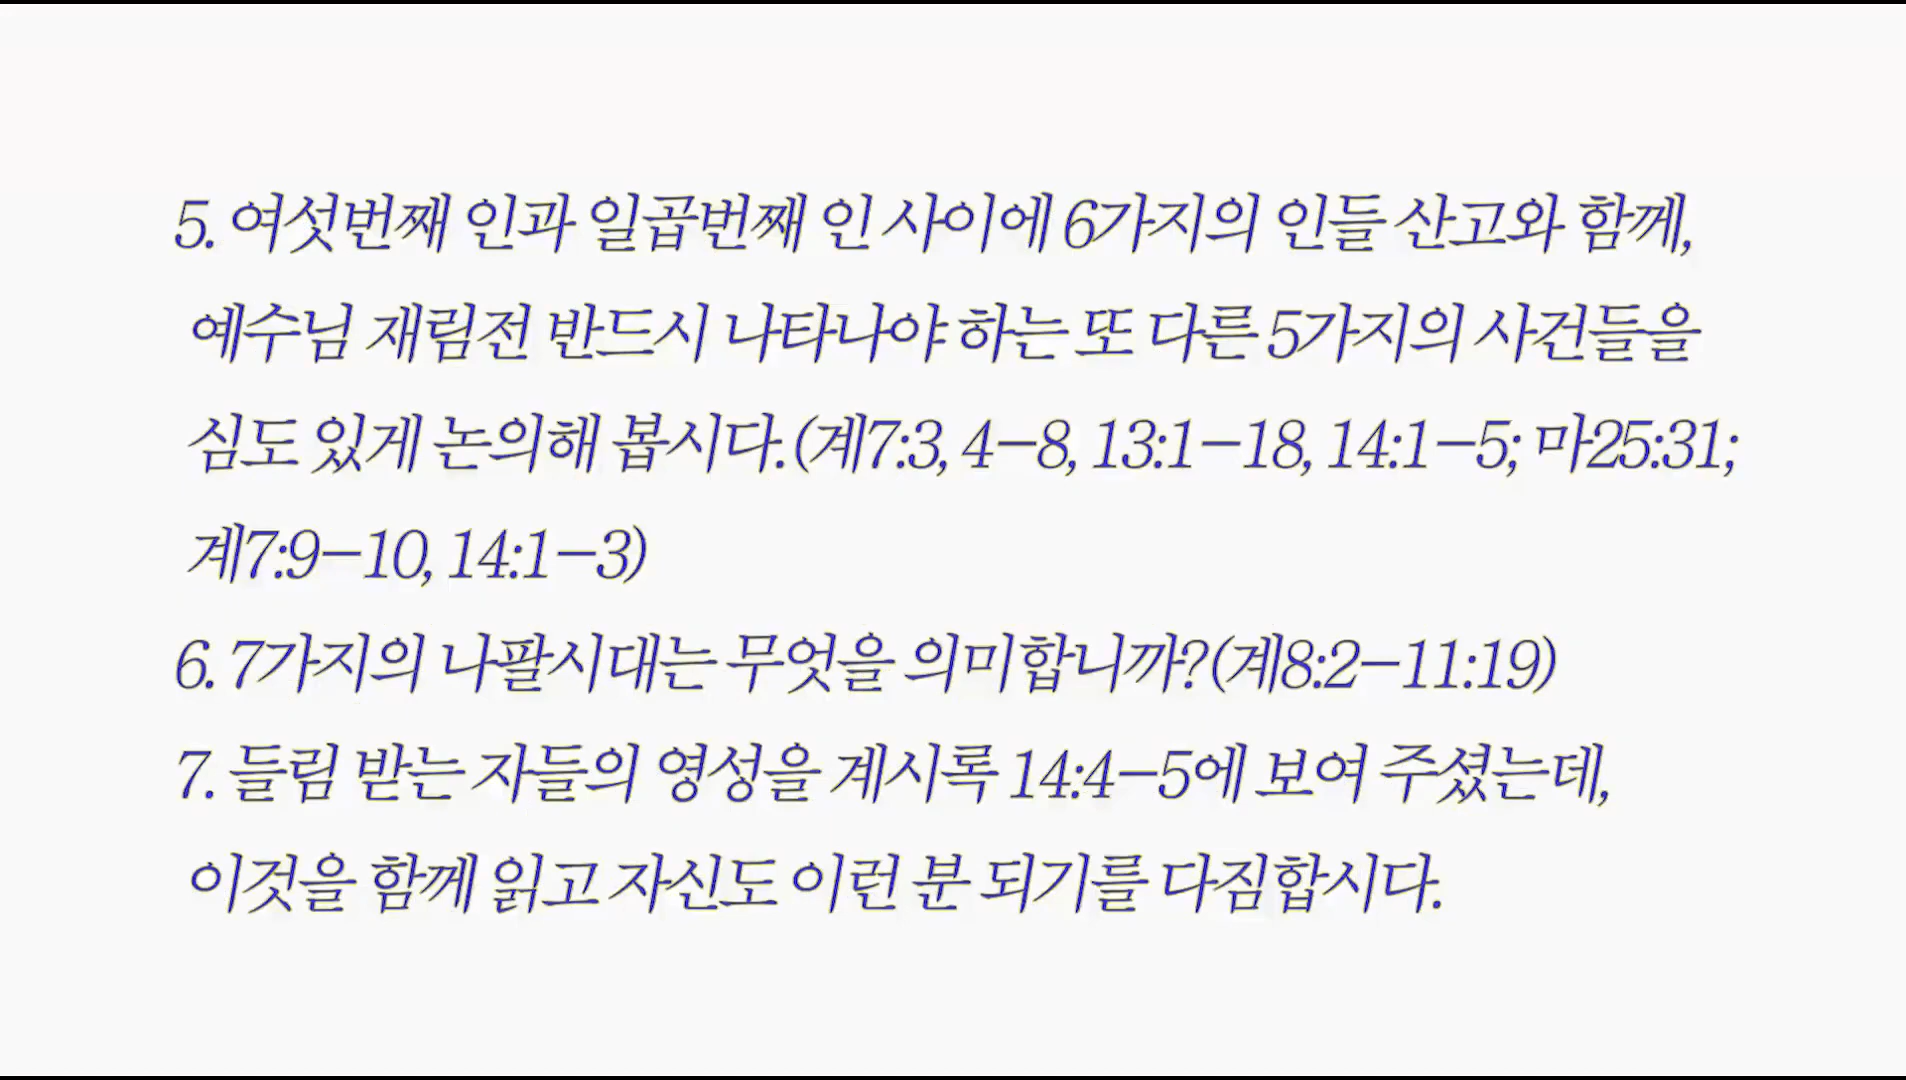 5. 여섯번째 인과 일곱번째 인 사이에 6가지의 인들 산고와 함께,
예수님 재림전 반드시 나타나야 하는 또 다른 5가지의 사건들을
심도 있게 논의해 봅시다.(계7:3, 4-8, 13:1-18, 14:1-5; 마25:31;
계7:9-10, 14:1-3)
6. 7가지의 나팔시대는 무엇을 의미합니까?(계8:2-11:19)
7. 들림 받는 자들의 영성을 계시록 14:4-5에 보여 주셨는데,
이것을 함께 읽고 자신도 이런 분 되기를 다짐합시다.